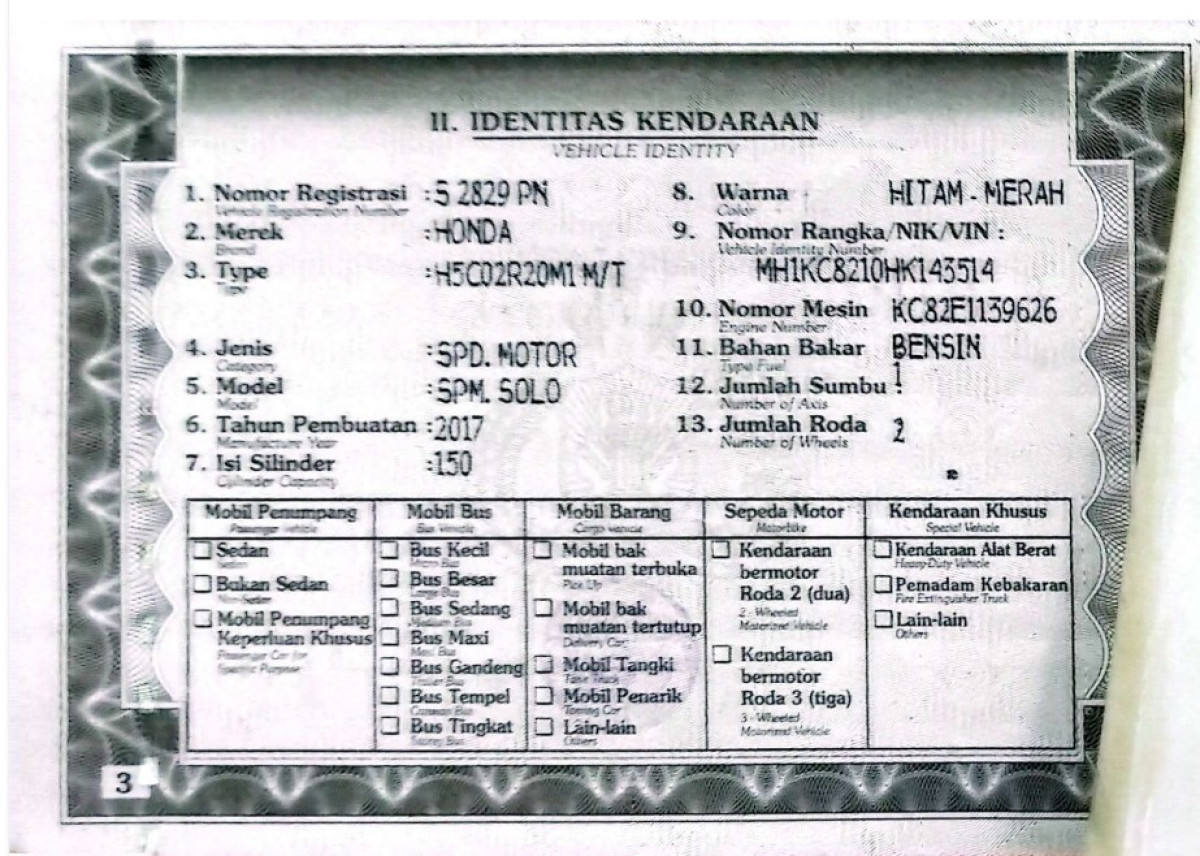 II. IDENTITAS KENDARAAN
VEHICLE IDENTITY
1. Nomor Registrasi : S 2829 PN
Vehicle Registration Number
2. Merek : HONDA
Brand
3. Type : H5C02R20M1 M/T
Type
4. Jenis : SPD. MOTOR
Category
5. Model : SPM. SOLO
Model
6. Tahun Pembuatan : 2017
Manufacture Year
7. Isi Silinder : 150
Cylinder Capacity
8. Warna : HITAM - MERAH
Color
9. Nomor Rangka/NIK/VIN :
Vehicle Identity Number
MH1KC8210HK143514
10. Nomor Mesin KC82E1139626
Engine Number
11. Bahan Bakar BENSIN
Type Fuel
12. Jumlah Sumbu : 1
Number of Axis
13. Jumlah Roda 2
Number of Wheels
Mobil Penumpang
Passenger Vehicle
Sedan
Sedan
Bukan Sedan
Mobil Penumpang
Keperluan Khusus
Passenger Car for
Specific Purpose
Mobil Bus
Bus Vehicle
Bus Kecil
Micro Bus
Bus Besar
Large Bus
Bus Sedang
Medium Bus
Bus Maxi
Maxi Bus
Bus Gandeng
Bus Tempel
Bus Tingkat
Mobil Barang
Cargo Vehicle
Mobil bak
muatan terbuka
Pick Up
Mobil bak
muatan tertutup
Delivery Car
Mobil Tangki
Tank Truck
Mobil Penarik
Towing Car
Lain-lain
Others
Sepeda Motor
Motorbike
Kendaraan
bermotor
Roda 2 (dua)
2 - Wheeled
Motorized Vehicle
Kendaraan
bermotor
Roda 3 (tiga)
3 - Wheeled
Motorized Vehicle
Kendaraan Khusus
Special Vehicle
Kendaraan Alat Berat
Heavy-Duty Vehicle
Pemadam Kebakaran
Fire Extinguisher Truck
Lain-lain
Others
3